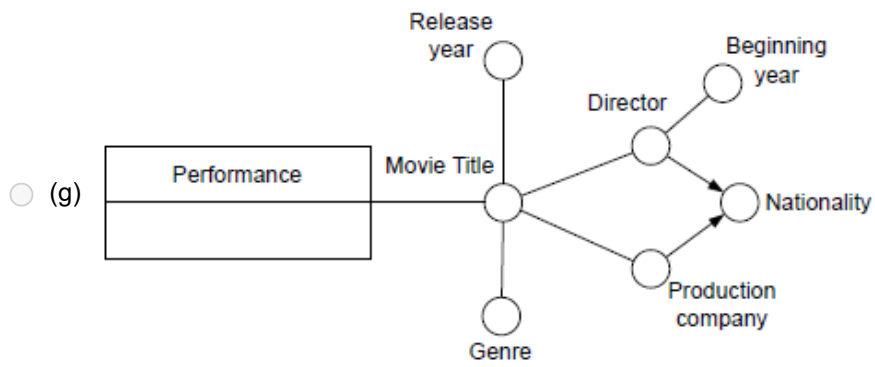 Release
year
Beginning
year
Director
Performance
Movie Title
(g)
Nationality
Production
company
Genre